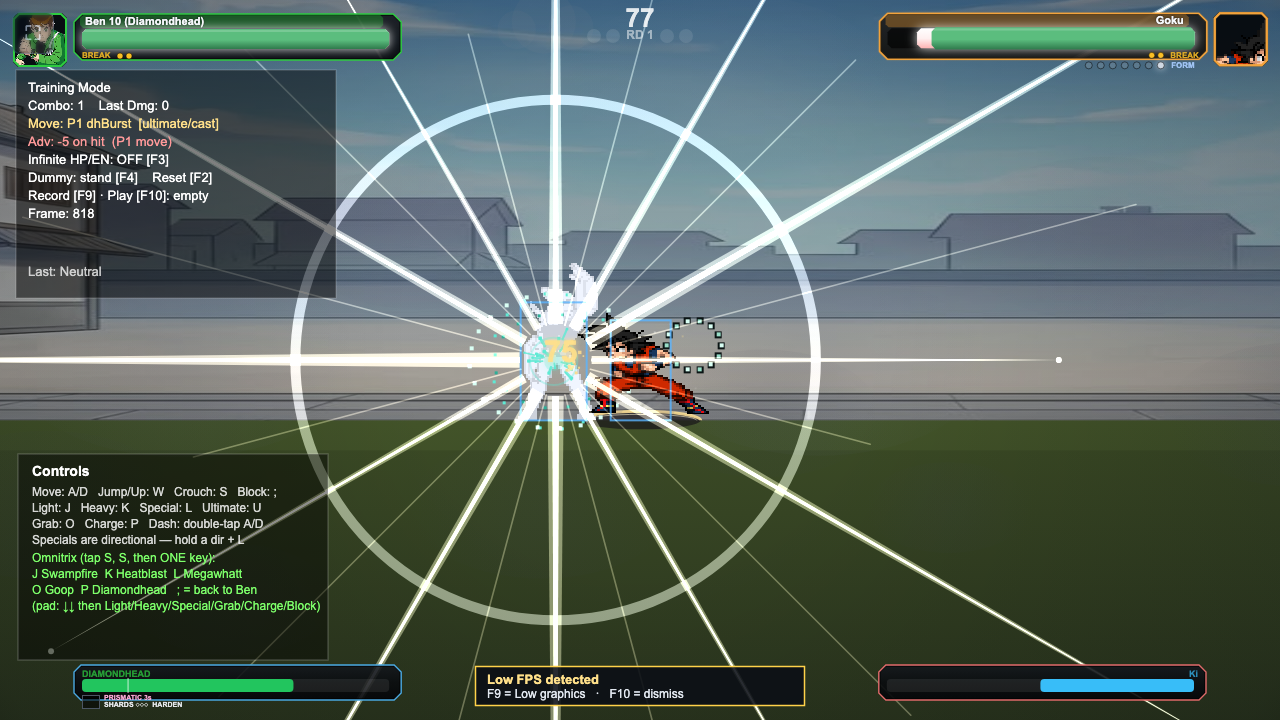 Ben 10 (Diamondhead)
BREAK
77
RD 1
Goku
BREAK
FORM
Training Mode
Combo: 1 Last Dmg: 0
Move: P1 dhBurst [ultimate/cast]
Adv: -5 on hit (P1 move)
Infinite HP/EN: OFF [F3]
Dummy: stand [F4] Reset [F2]
Record [F9] · Play [F10]: empty
Frame: 818
Last: Neutral
75
Controls
Move: A/D Jump/Up: W Crouch: S Block: ;
Light: J Heavy: K Special: L Ultimate: U
Grab: O Charge: P Dash: double-tap A/D
Specials are directional — hold a dir + L
Omnitrix (tap S, S, then ONE key):
J Swampfire K Heatblast L Megawhatt
O Goop P Diamondhead ; = back to Ben
(pad: ↓↓ then Light/Heavy/Special/Grab/Charge/Block)
DIAMONDHEAD
PRISMATIC 3s
SHARDS ◇◇◇ HARDEN
Low FPS detected
F9 = Low graphics · F10 = dismiss
Ki